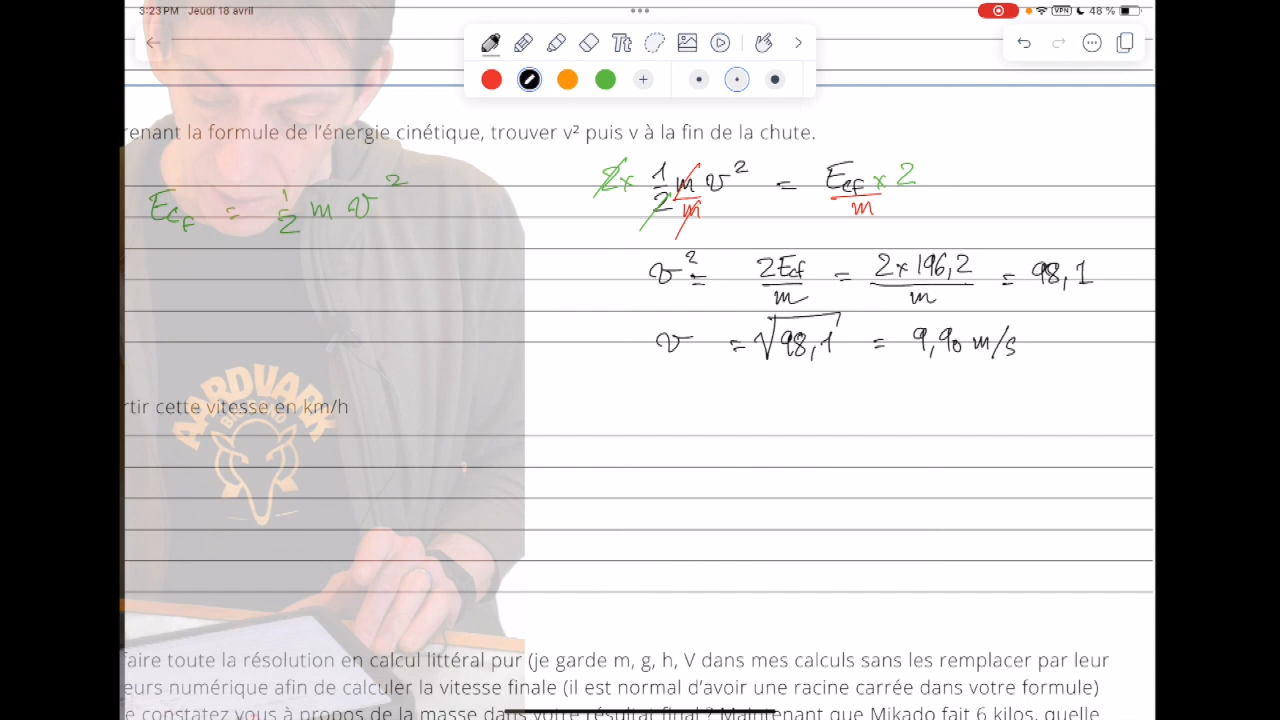 3:23 PM Jeudi 18 avril
VPN 48 %
Tt
renant la formule de l'énergie cinétique, trouver v² puis v à la fin de la chute.
2x 1/2 m/m v² = Ecf x 2/m
Ecf = 1/2 m v²
v² = 2Ecf/m = 2x196,2/m = 98,1
v = √98,1 = 9,90 m/s
AARDVARK
rtir cette vitesse en km/h
faire toute la résolution en calcul littéral pur (je garde m, g, h, V dans mes calculs sans les remplacer par leur
eurs numérique afin de calculer la vitesse finale (il est normal d'avoir une racine carrée dans votre formule)
e constatez vous à propos de la masse dans votre résultat final ? Maintenant que Mikado fait 6 kilos, quelle